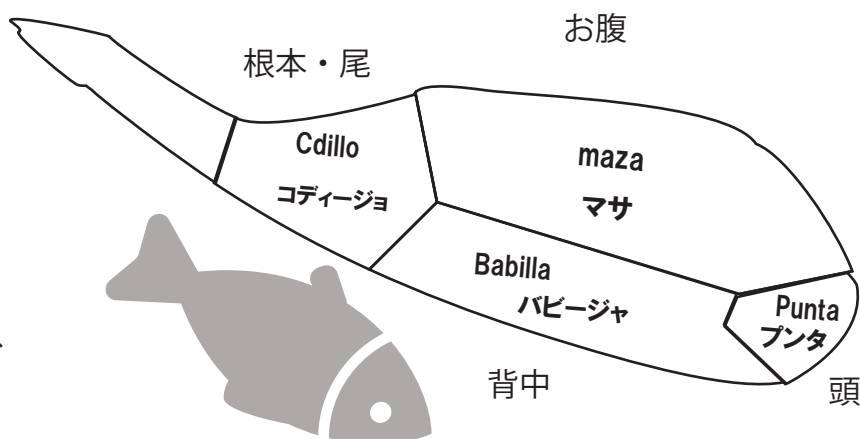 お腹
根本・尾
Cdillo
コディージョ
maza
マサ
Babilla
バビージャ
Punta
プンタ
背中
頭